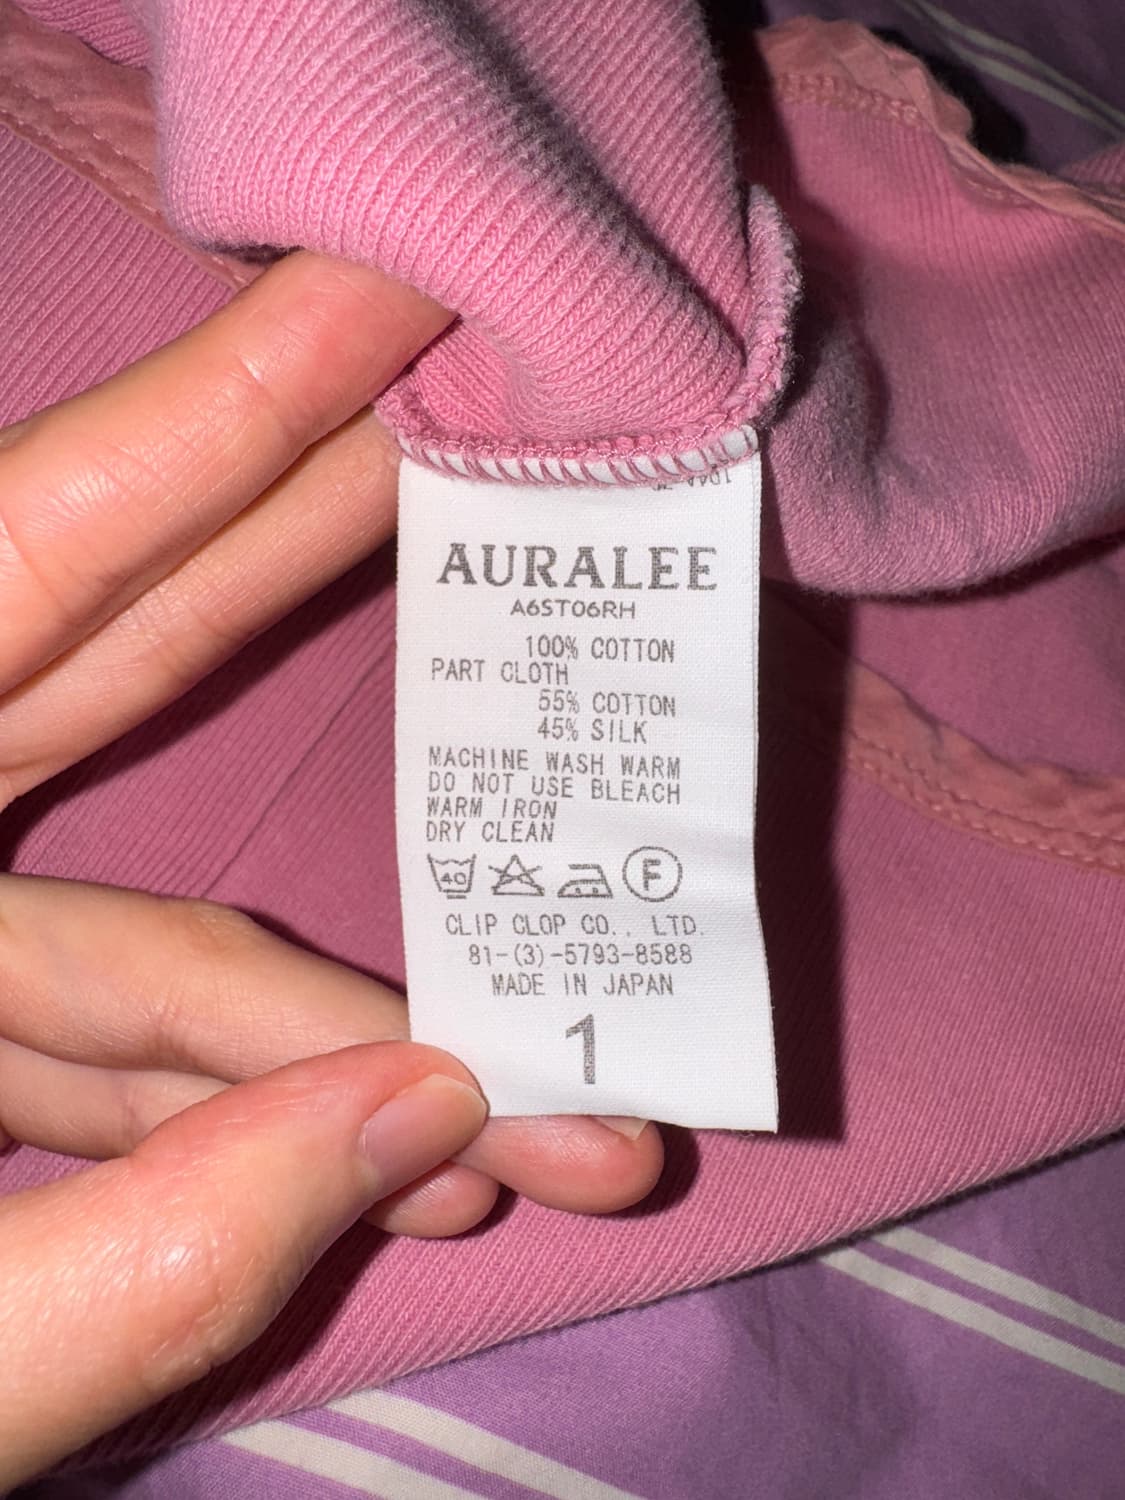 AURALEE
A6ST06RH
100% COTTON
PART CLOTH
55% COTTON
45% SILK
MACHINE WASH WARM
DO NOT USE BLEACH
WARM IRON
DRY CLEAN
40 F
CLIP CLOP CO., LTD.
81-(3)-5793-8588
MADE IN JAPAN
1